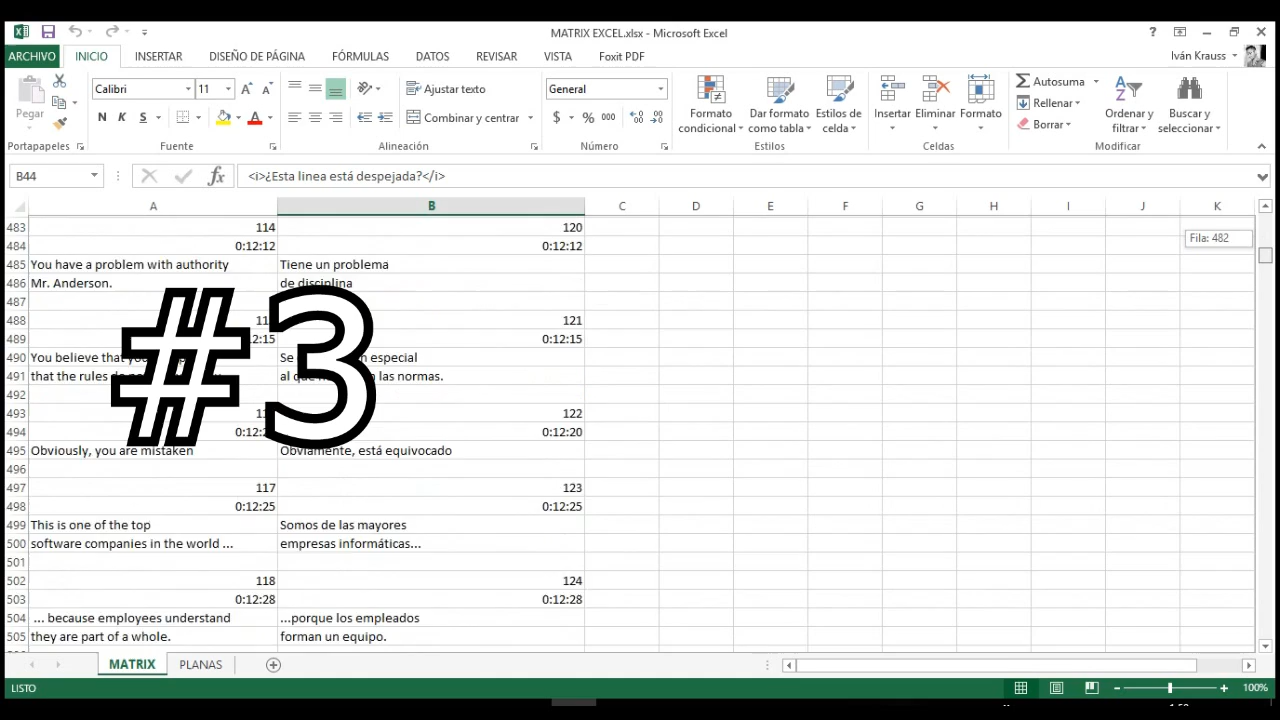 MATRIX EXCEL.xlsx - Microsoft Excel
?
ARCHIVO INICIO INSERTAR DISEÑO DE PÁGINA FÓRMULAS DATOS REVISAR VISTA Foxit PDF Iván Krauss
Pegar
Calibri 11
N K S
Ajustar texto
Combinar y centrar
General
$ % 000
Formato condicional
Dar formato como tabla
Estilos de celda
Insertar Eliminar Formato
Autosuma
Rellenar
Borrar
Ordenar y filtrar
Buscar y seleccionar
Portapapeles Fuente Alineación Número Estilos Celdas Modificar
B44 fx <i>¿Esta linea está despejada?</i>
A B C D E F G H I J K
483 114 120
Fila: 482
484 0:12:12 0:12:12
485 You have a problem with authority Tiene un problema
486 Mr. Anderson. de disciplina
487
488 121
489 0:12:15
490 You believe that especial
491 that the rules las normas.
492
493 122
494 0:12:20
495 Obviously, you are mistaken Obviamente, está equivocado
#3
496
497 117 123
498 0:12:25 0:12:25
499 This is one of the top Somos de las mayores
500 software companies in the world ... empresas informáticas...
501
502 118 124
503 0:12:28 0:12:28
504 ... because employees understand ...porque los empleados
505 they are part of a whole. forman un equipo.
MATRIX PLANAS
LISTO 100%